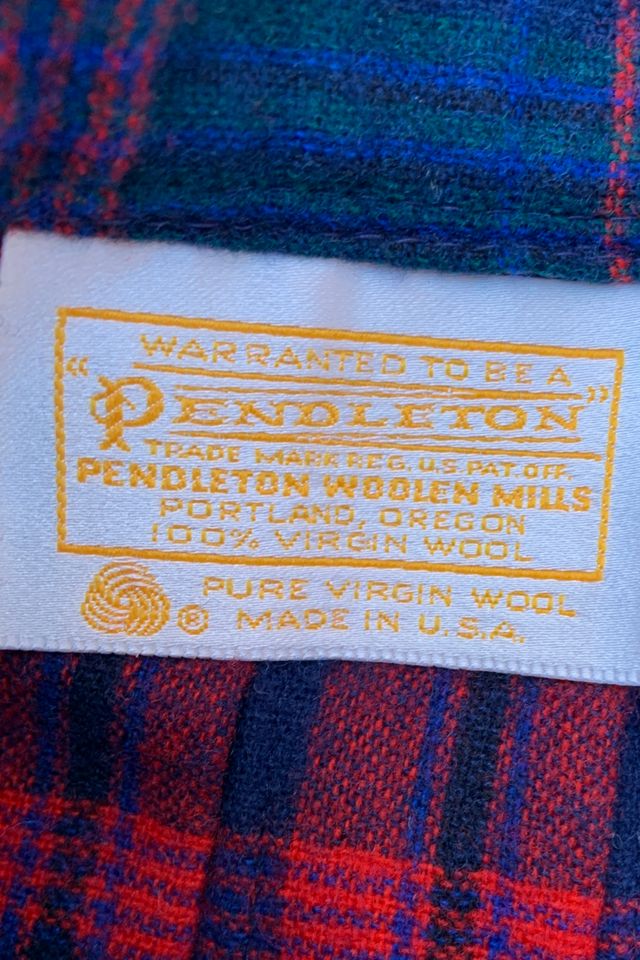 WARRANTED TO BE A
"PENDLETON"
TRADE MARK REG. U.S. PAT. OFF.
PENDLETON WOOLEN MILLS
PORTLAND, OREGON
100% VIRGIN WOOL
PURE VIRGIN WOOL
® MADE IN U.S.A.